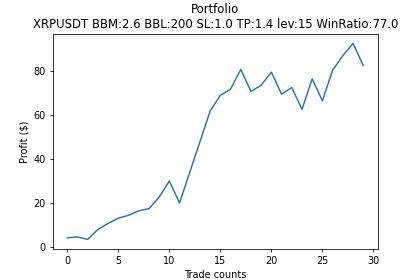 Portfolio
XRPUSDT BBM:2.6 BBL:200 SL:1.0 TP:1.4 lev:15 WinRatio:77.0
Profit ($)
80
60
40
20
0
0 5 10 15 20 25 30
Trade counts